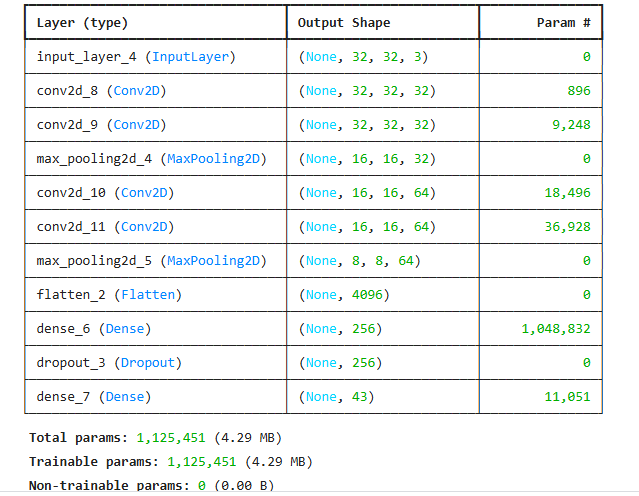 Layer (type) Output Shape Param #
input_layer_4 (InputLayer) (None, 32, 32, 3) 0
conv2d_8 (Conv2D) (None, 32, 32, 32) 896
conv2d_9 (Conv2D) (None, 32, 32, 32) 9,248
max_pooling2d_4 (MaxPooling2D) (None, 16, 16, 32) 0
conv2d_10 (Conv2D) (None, 16, 16, 64) 18,496
conv2d_11 (Conv2D) (None, 16, 16, 64) 36,928
max_pooling2d_5 (MaxPooling2D) (None, 8, 8, 64) 0
flatten_2 (Flatten) (None, 4096) 0
dense_6 (Dense) (None, 256) 1,048,832
dropout_3 (Dropout) (None, 256) 0
dense_7 (Dense) (None, 43) 11,051
Total params: 1,125,451 (4.29 MB)
Trainable params: 1,125,451 (4.29 MB)
Non-trainable params: 0 (0.00 B)